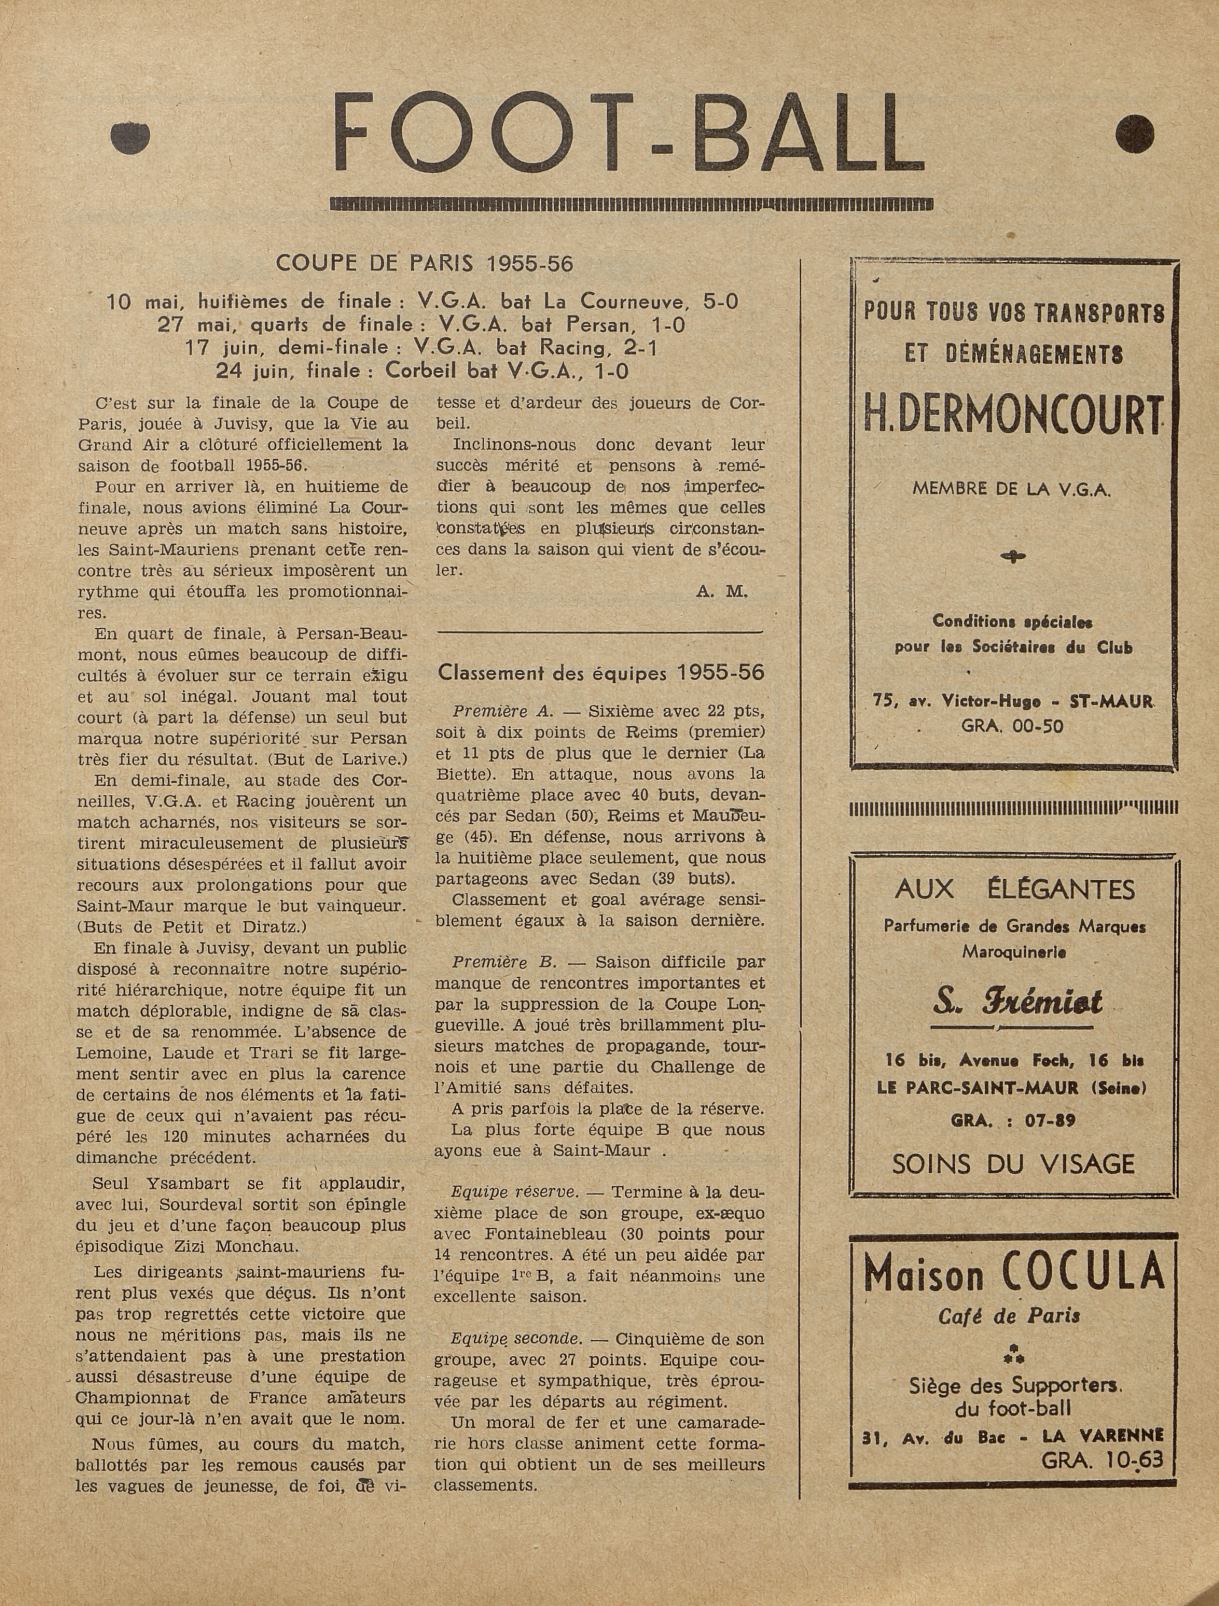 FOOT-BALL
COUPE DE PARIS 1955-56
10 mai, huitièmes de finale : V.G.A. bat La Courneuve, 5-0
27 mai, quarts de finale : V.G.A. bat Persan, 1-0
17 juin, demi-finale : V.G.A. bat Racing, 2-1
24 juin, finale : Corbeil bat V.G.A., 1-0
C'est sur la finale de la Coupe de
Paris, jouée à Juvisy, que la Vie au
Grand Air a clôturé officiellement la
saison de football 1955-56.
Pour en arriver là, en huitieme de
finale, nous avions éliminé La Cour-
neuve après un match sans histoire,
les Saint-Mauriens prenant cette ren-
contre très au sérieux imposèrent un
rythme qui étouffa les promotionnai-
res.
En quart de finale, à Persan-Beau-
mont, nous eûmes beaucoup de diffi-
cultés à évoluer sur ce terrain exigu
et au sol inégal. Jouant mal tout
court (à part la défense) un seul but
marqua notre supériorité sur Persan
très fier du résultat. (But de Larive.)
En demi-finale, au stade des Cor-
neilles, V.G.A. et Racing jouèrent un
match acharnés, nos visiteurs se sor-
tirent miraculeusement de plusieurs
situations désespérées et il fallut avoir
recours aux prolongations pour que
Saint-Maur marque le but vainqueur.
(Buts de Petit et Diratz.)
En finale à Juvisy, devant un public
disposé à reconnaître notre supério-
rité hiérarchique, notre équipe fit un
match déplorable, indigne de sa clas-
se et de sa renommée. L'absence de
Lemoine, Laude et Trari se fit large-
ment sentir avec en plus la carence
de certains de nos éléments et la fati-
gue de ceux qui n'avaient pas récu-
péré les 120 minutes acharnées du
dimanche précédent.
Seul Ysambart se fit applaudir,
avec lui, Sourdeval sortit son épingle
du jeu et d'une façon beaucoup plus
épisodique Zizi Monchau.
Les dirigeants saint-mauriens fu-
rent plus vexés que déçus. Ils n'ont
pas trop regrettés cette victoire que
nous ne méritions pas, mais ils ne
s'attendaient pas à une prestation
aussi désastreuse d'une équipe de
Championnat de France amateurs
qui ce jour-là n'en avait que le nom.
Nous fûmes, au cours du match,
ballottés par les remous causés par
les vagues de jeunesse, de foi, de vi-
tesse et d'ardeur des joueurs de Cor-
beil.
Inclinons-nous donc devant leur
succès mérité et pensons à remé-
dier à beaucoup de nos imperfec-
tions qui sont les mêmes que celles
constatées en plusieurs circonstan-
ces dans la saison qui vient de s'écou-
ler.
A. M.
Classement des équipes 1955-56
Première A. — Sixième avec 22 pts,
soit à dix points de Reims (premier)
et 11 pts de plus que le dernier (La
Biette). En attaque, nous avons la
quatrième place avec 40 buts, devan-
cés par Sedan (50), Reims et Maubeu-
ge (45). En défense, nous arrivons à
la huitième place seulement, que nous
partageons avec Sedan (39 buts).
Classement et goal avérage sensi-
blement égaux à la saison dernière.
Première B. — Saison difficile par
manque de rencontres importantes et
par la suppression de la Coupe Lon-
gueville. A joué très brillamment plu-
sieurs matches de propagande, tour-
nois et une partie du Challenge de
l'Amitié sans défaites.
A pris parfois la place de la réserve.
La plus forte équipe B que nous
ayons eue à Saint-Maur .
Equipe réserve. — Termine à la deu-
xième place de son groupe, ex-æquo
avec Fontainebleau (30 points pour
14 rencontres. A été un peu aidée par
l'équipe 1re B, a fait néanmoins une
excellente saison.
Equipe seconde. — Cinquième de son
groupe, avec 27 points. Equipe cou-
rageuse et sympathique, très éprou-
vée par les départs au régiment.
Un moral de fer et une camarade-
rie hors classe animent cette forma-
tion qui obtient un de ses meilleurs
classements.
POUR TOUS VOS TRANSPORTS
ET DÉMÉNAGEMENTS
H. DERMONCOURT
MEMBRE DE LA V.G.A.
Conditions spéciales
pour les Sociétaires du Club
75, av. Victor-Hugo - ST-MAUR
GRA. 00-50
AUX ÉLÉGANTES
Parfumerie de Grandes Marques
Maroquinerie
S. Frémiot
16 bis, Avenue Foch, 16 bis
LE PARC-SAINT-MAUR (Seine)
GRA. : 07-89
SOINS DU VISAGE
Maison COCULA
Café de Paris
Siège des Supporters.
du foot-ball
31, Av. du Bac - LA VARENNE
GRA. 10-63